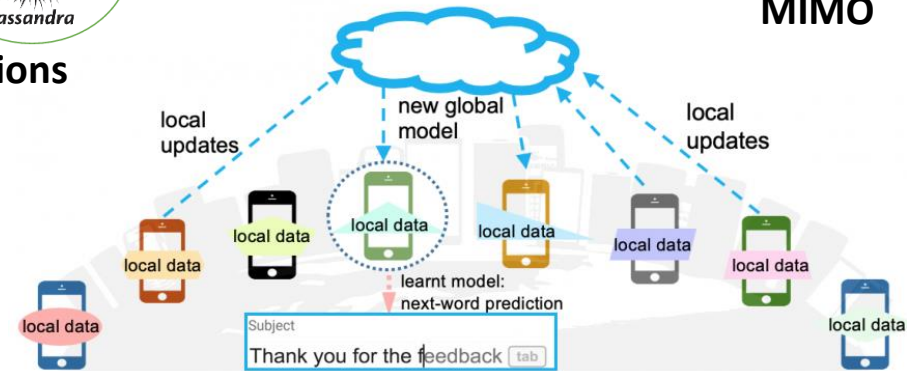 assandra
MIMO
ions
new global
model
local
updates
local
updates
local data
local data
local data
local data
local data
local data
local data
local data
learnt model:
next-word prediction
Subject
Thank you for the feedback tab